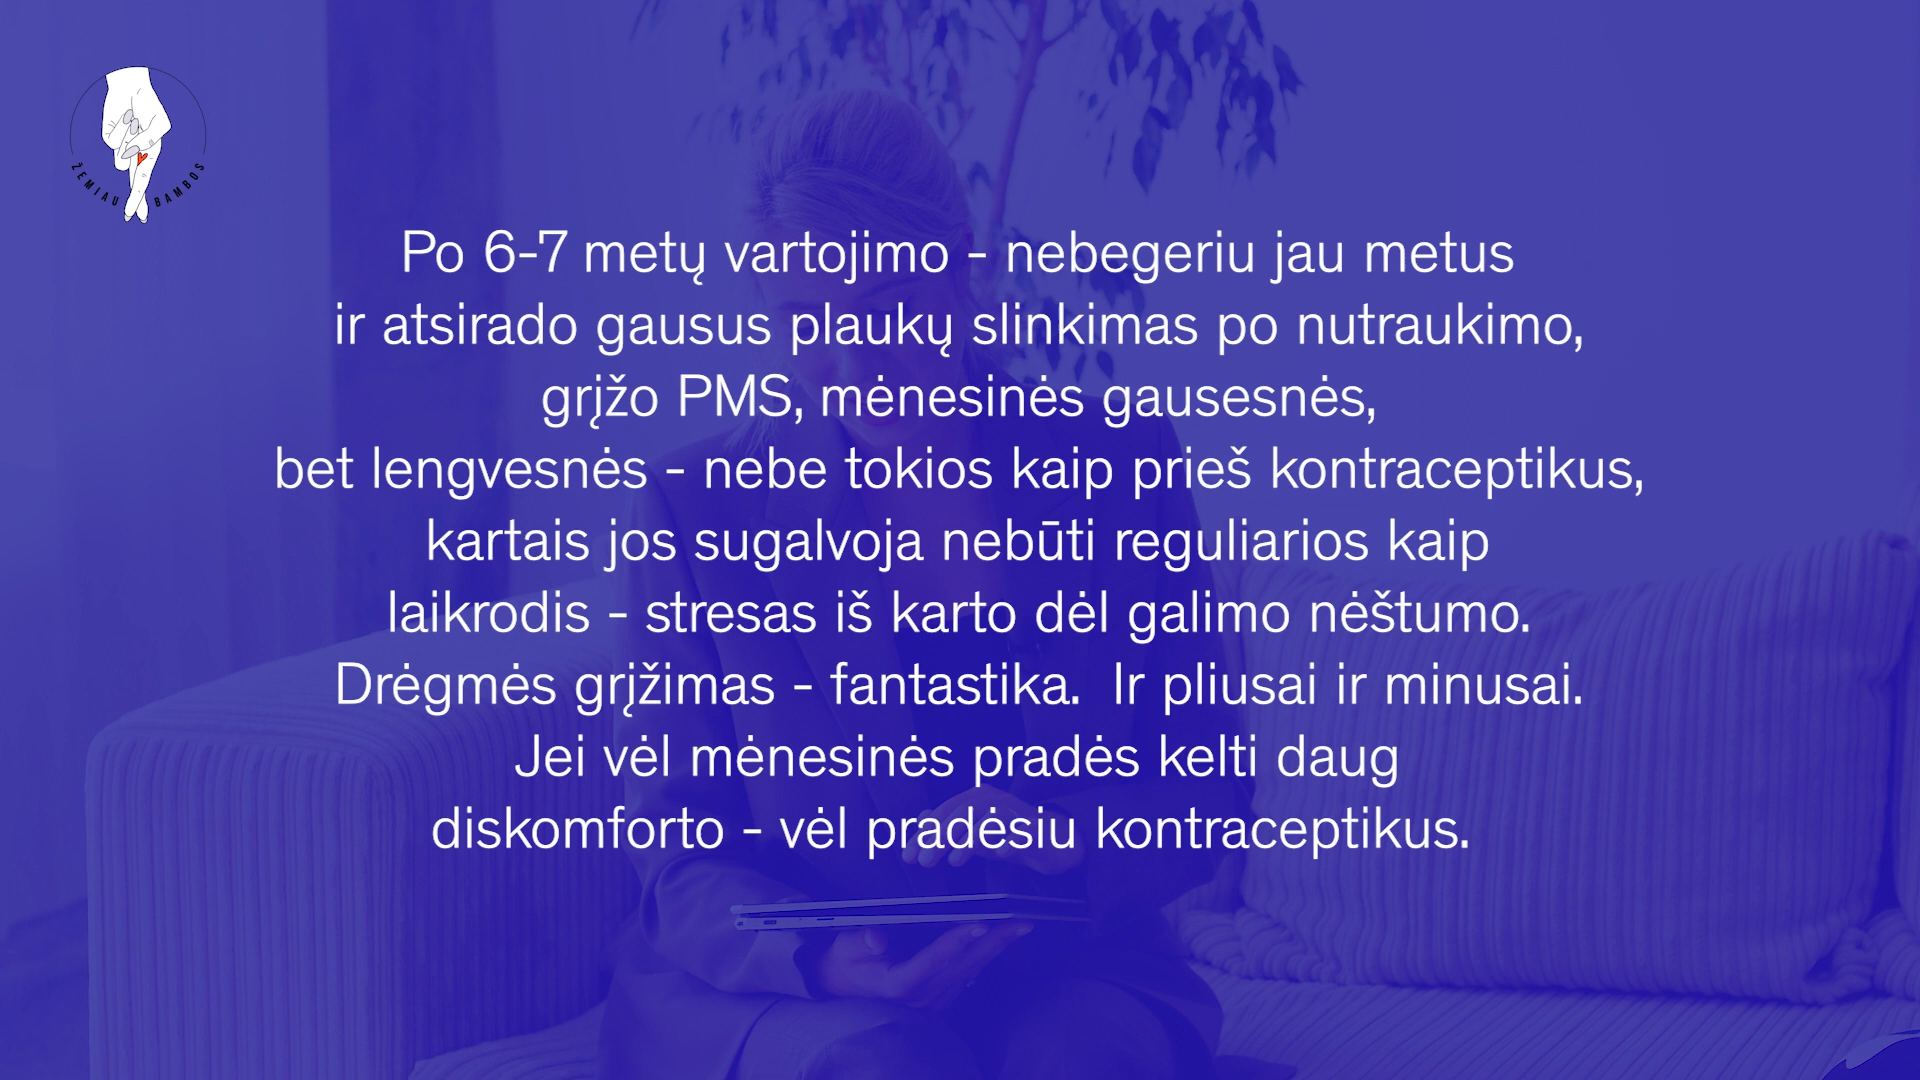 ŽEMIAU BAMBOS
Po 6-7 metų vartojimo - nebegeriu jau metus
ir atsirado gausus plaukų slinkimas po nutraukimo,
grįžo PMS, mėnesinės gausesnės,
bet lengvesnės - nebe tokios kaip prieš kontraceptikus,
kartais jos sugalvoja nebūti reguliarios kaip
laikrodis - stresas iš karto dėl galimo nėštumo.
Drėgmės grįžimas - fantastika.  Ir pliusai ir minusai.
Jei vėl mėnesinės pradės kelti daug
diskomforto - vėl pradėsiu kontraceptikus.